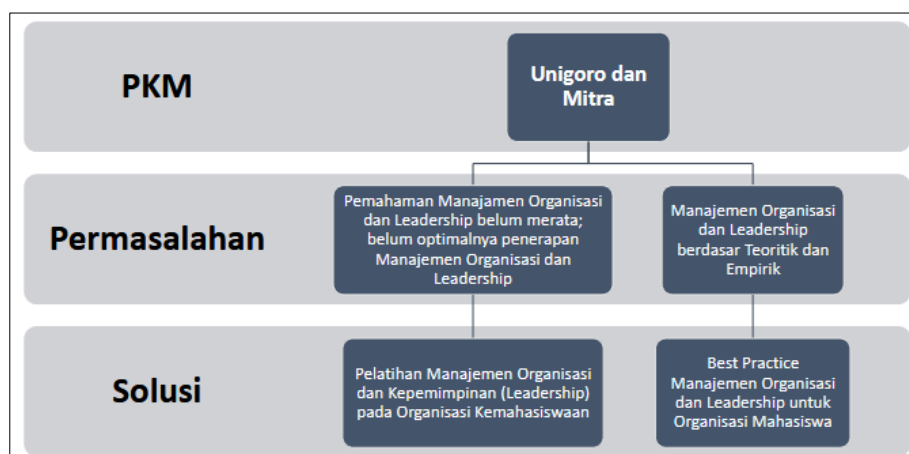 PKM
Unigoro dan
Mitra
Permasalahan
Pemahaman Manajamen Organisasi
dan Leadership belum merata;
belum optimalnya penerapan
Manajemen Organisasi dan
Leadership
Manajemen Organisasi
dan Leadership
berdasar Teoritik dan
Empirik
Solusi
Pelatihan Manajemen Organisasi
dan Kepemimpinan (Leadership)
pada Organisasi Kemahasiswaan
Best Practice
Manajemen Organisasi
dan Leadership untuk
Organisasi Mahasiswa